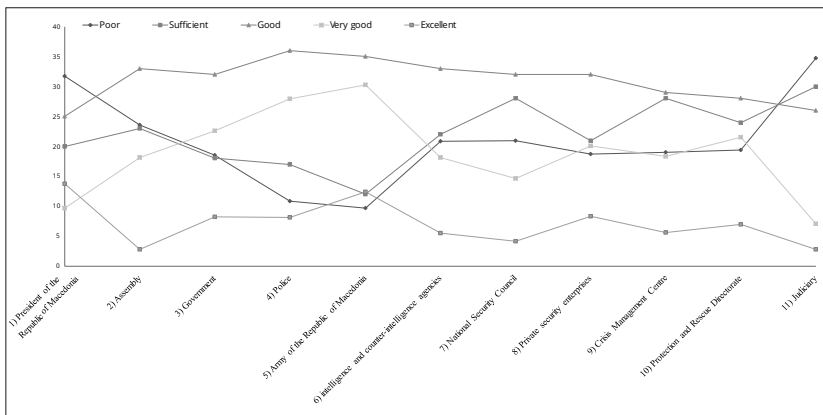 Poor Sufficient Good Very good Excellent
40
35
30
25
20
15
10
5
0
1) President of the
Republic of Macedonia
2) Assembly
3) Government
4) Police
5) Army of the Republic of Macedonia
6) intelligence and counter-intelligence agencies
7) National Security Council
8) Private security enterprises
9) Crisis Management Centre
10) Protection and Rescue Directorate
11) Judiciary